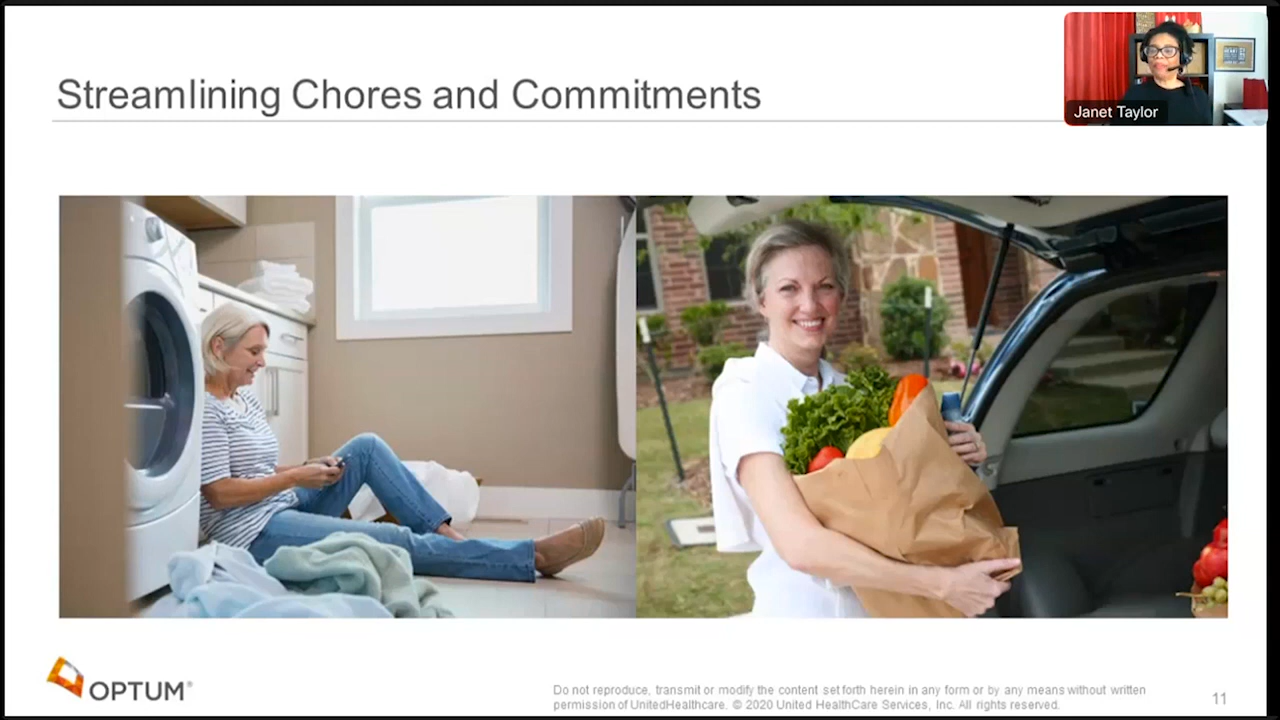 Streamlining Chores and Commitments
Janet Taylor
OPTUM®
Do not reproduce, transmit or modify the content set forth herein in any form or by any means without written
permission of UnitedHealthcare. © 2020 United HealthCare Services, Inc. All rights reserved.
11